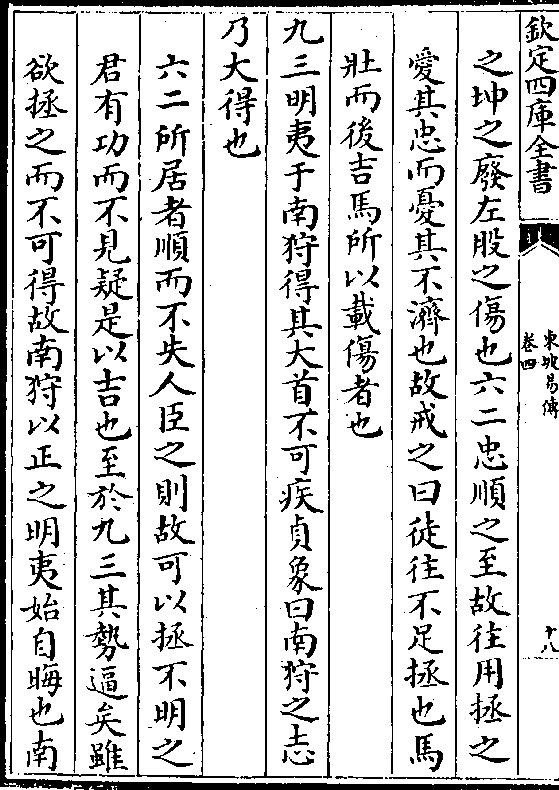 欽定四庫全書
東坡易傳
卷四
十八
之坤之廢左股之傷也六二忠順之至故往用拯之
愛其忠而憂其不濟也故戒之曰徒往不足拯也馬
壯而後吉馬所以載傷者也
九三明夷于南狩得其大首不可疾貞象曰南狩之志
乃大得也
六二所居者順而不失人臣之則故可以拯不明之
君有功而不見疑是以吉也至於九三其勢逼矣雖
欲拯之而不可得故南狩以正之明夷始自晦也南